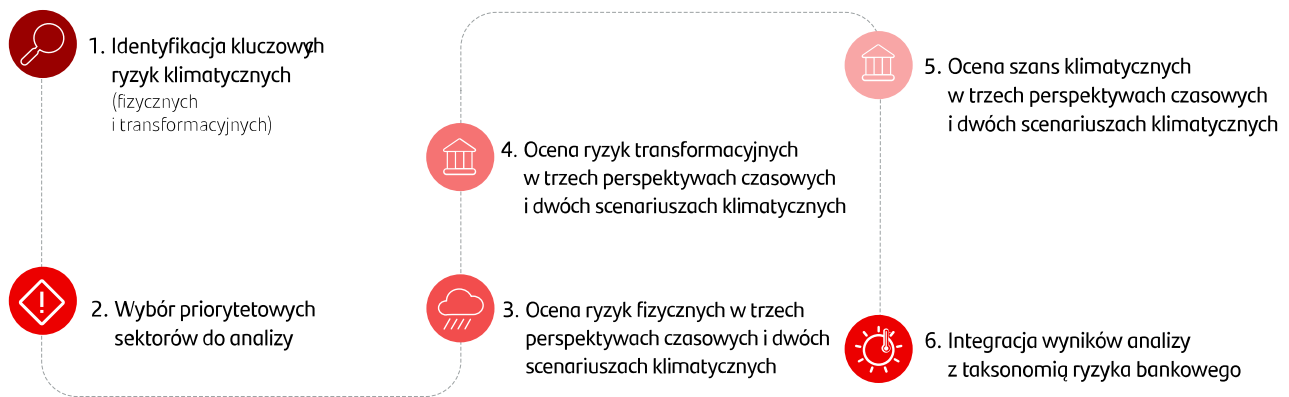 1. Identyfikacja kluczowych
ryzyk klimatycznych
(fizycznych
i transformacyjnych)
2. Wybór priorytetowych
sektorów do analizy
3. Ocena ryzyk fizycznych w trzech
perspektywach czasowych i dwóch
scenariuszach klimatycznych
4. Ocena ryzyk transformacyjnych
w trzech perspektywach czasowych
i dwóch scenariuszach klimatycznych
5. Ocena szans klimatycznych
w trzech perspektywach czasowych
i dwóch scenariuszach klimatycznych
6. Integracja wyników analizy
z taksonomią ryzyka bankowego